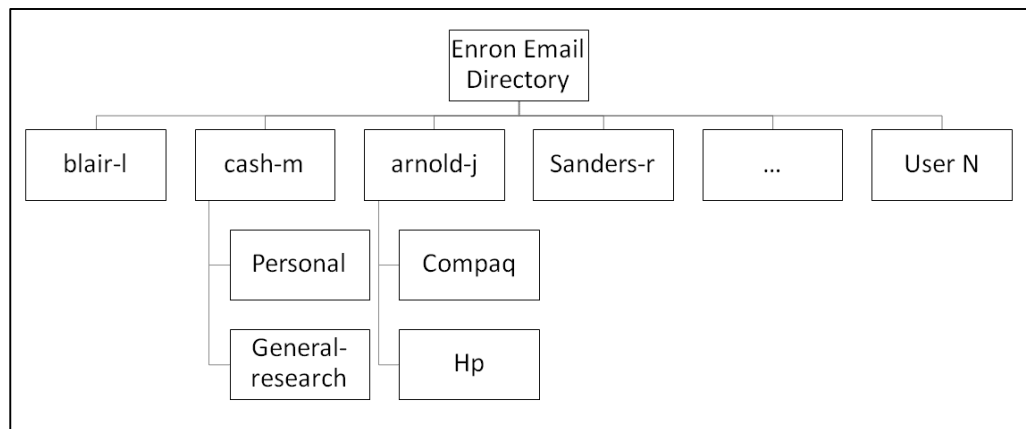 Enron Email
Directory
blair-l
cash-m
arnold-j
Sanders-r
...
User N
Personal
Compaq
General-
research
Hp